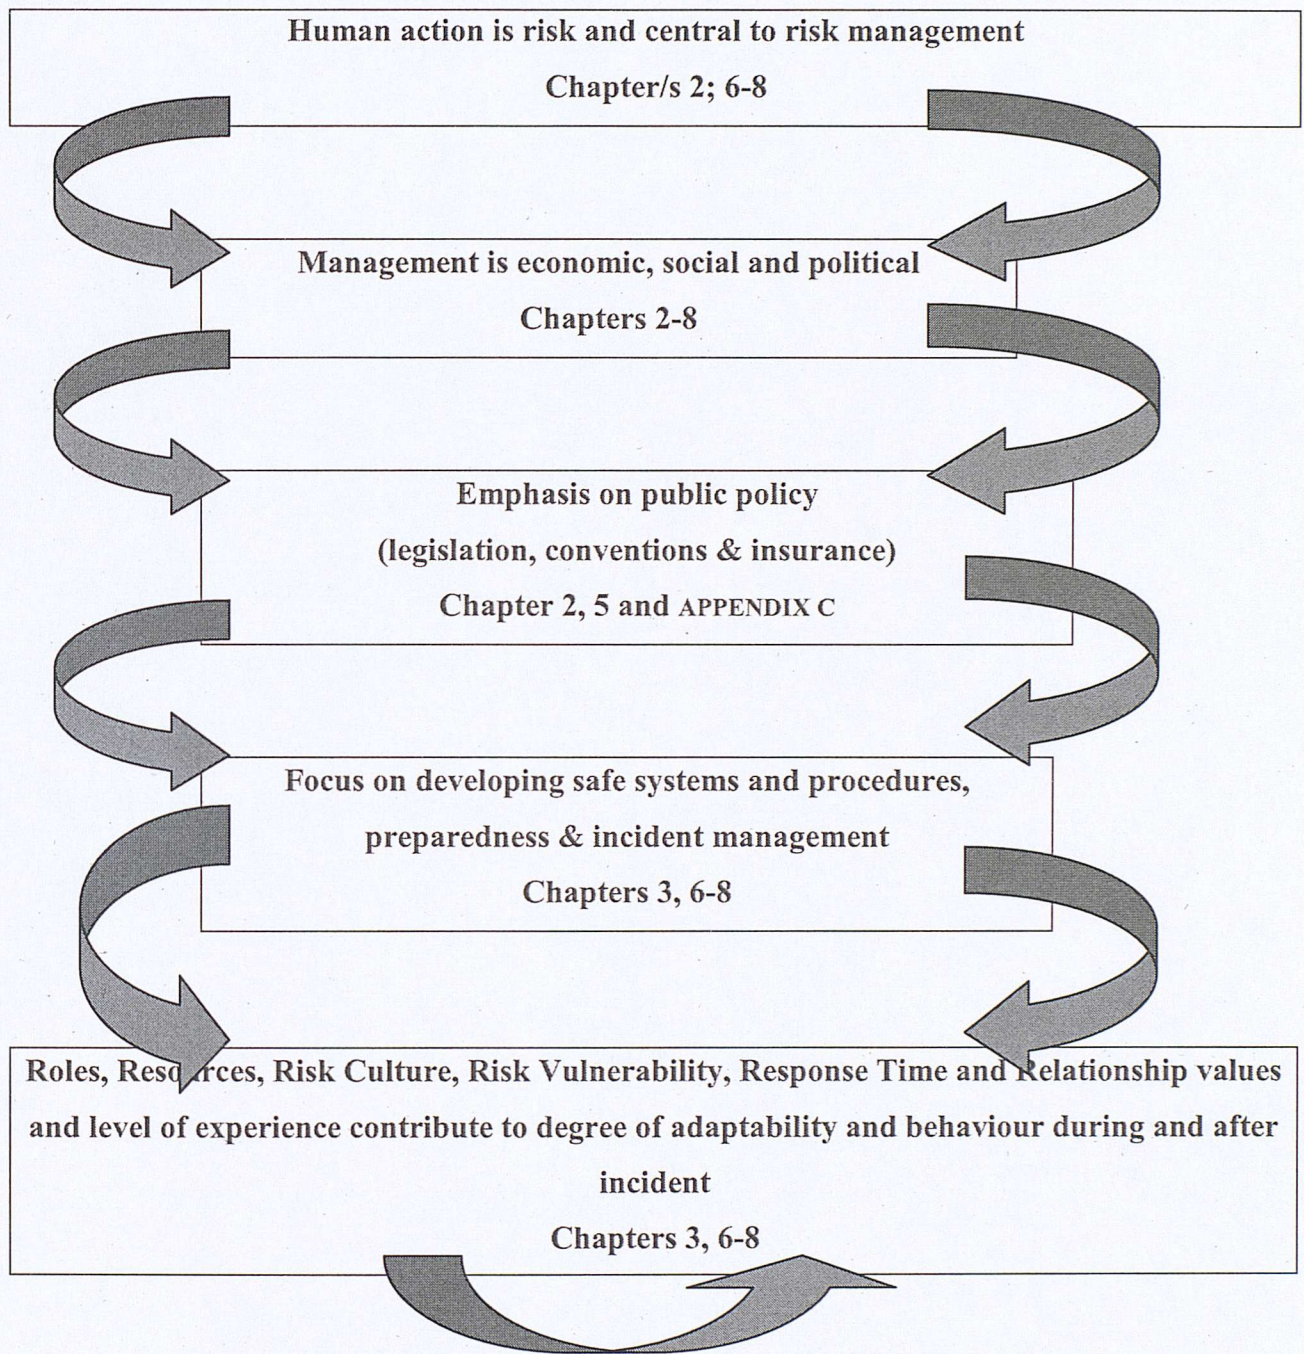 Human action is risk and central to risk management
Chapter/s 2; 6-8
Management is economic, social and political
Chapters 2-8
Emphasis on public policy
(legislation, conventions & insurance)
Chapter 2, 5 and APPENDIX C
Focus on developing safe systems and procedures,
preparedness & incident management
Chapters 3, 6-8
Roles, Resources, Risk Culture, Risk Vulnerability, Response Time and Relationship values
and level of experience contribute to degree of adaptability and behaviour during and after
incident
Chapters 3, 6-8